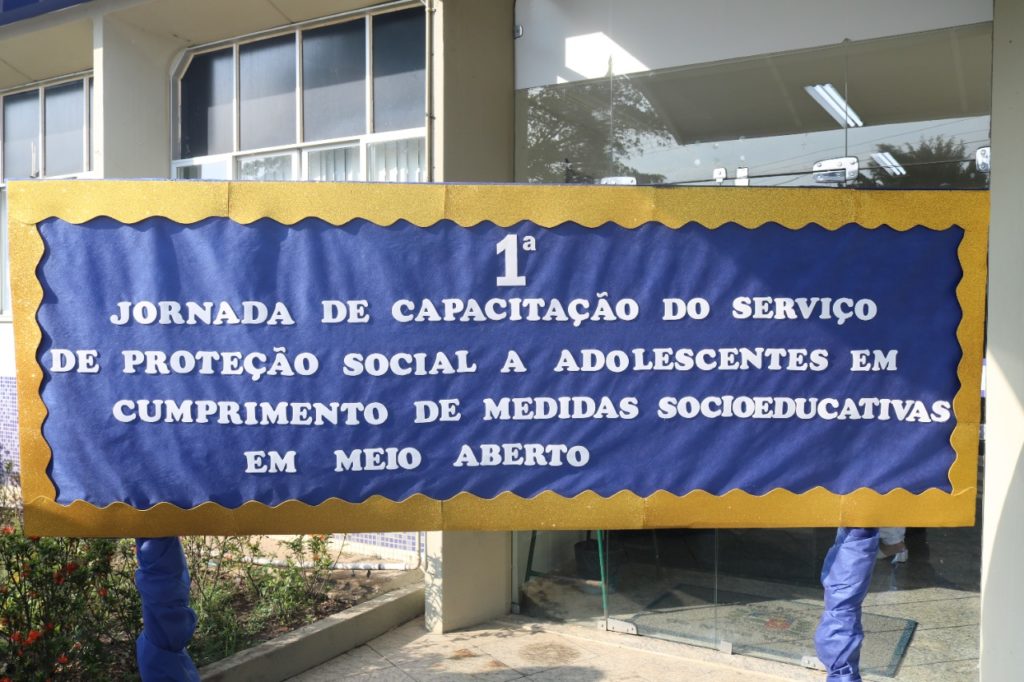 1ª
JORNADA DE CAPACITAÇÃO DO SERVIÇO
DE PROTEÇÃO SOCIAL A ADOLESCENTES EM
CUMPRIMENTO DE MEDIDAS SOCIOEDUCATIVAS
EM MEIO ABERTO